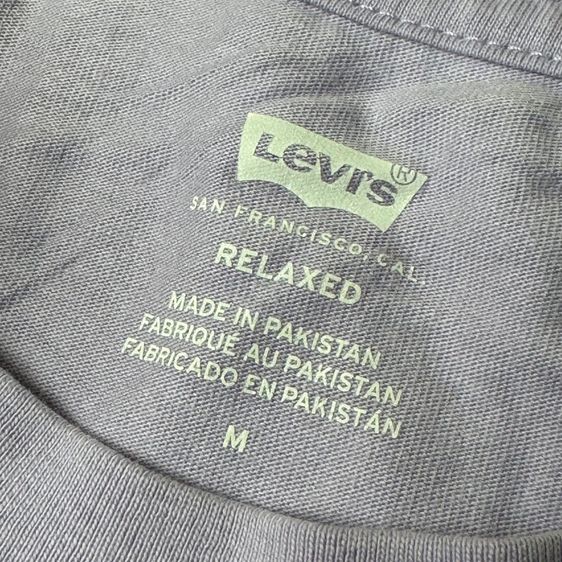 Levi's®
SAN FRANCISCO, CAL.
RELAXED
MADE IN PAKISTAN
FABRIQUÉ AU PAKISTAN
FABRICADO EN PAKISTÁN
M